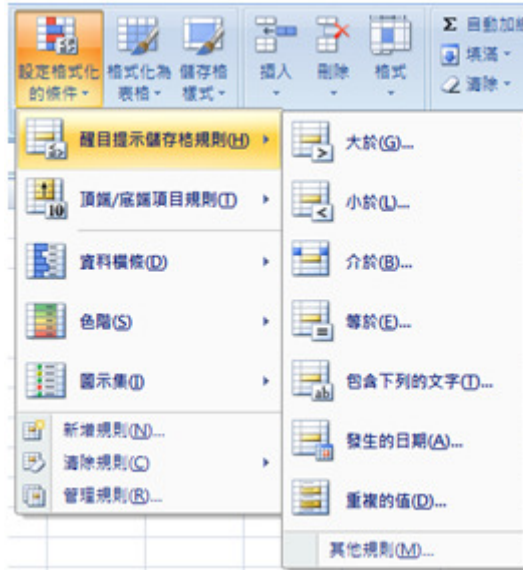 設定格式化的條件
格式化為表格
儲存格樣式
插入
刪除
格式
Σ 自動加總
填滿
清除
醒目提示儲存格規則(H)
頂端/底端項目規則(T)
10
資料橫條(D)
色階(S)
圖示集(I)
新增規則(N)...
清除規則(C)
管理規則(R)...
> 大於(G)...
< 小於(L)...
介於(B)...
= 等於(E)...
ab 包含下列的文字(T)...
發生的日期(A)...
重複的值(D)...
其他規則(M)...